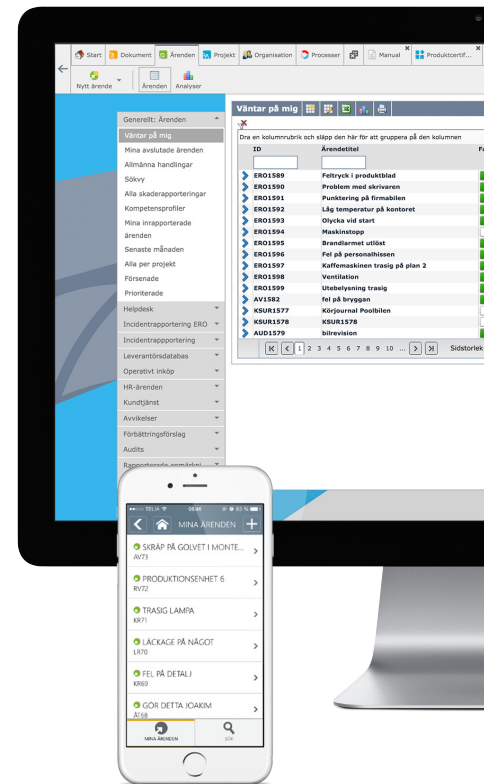 Start Dokument Ärenden Projekt Organisation Processer Manual Produktcertif...
Nytt ärende Ärenden Analyser
Generellt: Ärenden
Väntar på mig
Mina avslutade ärenden
Allmänna handlingar
Sökvy
Alla skaderapporteringar
Kompetensprofiler
Mina inrapporterade
ärenden
Senaste månaden
Alla per projekt
Försenade
Prioriterade
Helpdesk
Incidentrapportering ERO
Incidentrappportering
Leverantörsdatabas
Operativt inköp
HR-ärenden
Kundtjänst
Avvikelser
Förbättringsförslag
Audits
Väntar på mig
Dra en kolumnrubrik och släpp den här för att gruppera på den kolumnen
ID Ärendetitel
ERO1589 Feltryck i produktblad
ERO1590 Problem med skrivaren
ERO1591 Punktering på firmabilen
ERO1592 Låg temperatur på kontoret
ERO1593 Olycka vid start
ERO1594 Maskinstopp
ERO1595 Brandlarmet utlöst
ERO1596 Fel på personalhissen
ERO1597 Kaffemaskinen trasig på plan 2
ERO1598 Ventilation
ERO1599 Utebelysning trasig
AV1582 fel på bryggan
KSUR1577 Körjournal Poolbilen
KSUR1578 KSUR1578
AUD1579 bilrevision
1 2 3 4 5 6 7 8 9 10 ... Sidstorlek
TELIA 08:46 83 %
MINA ÄRENDEN
SKRÄP PÅ GOLVET I MONTE...
AV73
PRODUKTIONSENHET 6
RV72
TRASIG LAMPA
KR71
LÄCKAGE PÅ NÅGOT
LR70
FEL PÅ DETALJ
KR69
GÖR DETTA JOAKIM
ÅT68
MINA ÄRENDEN SÖK